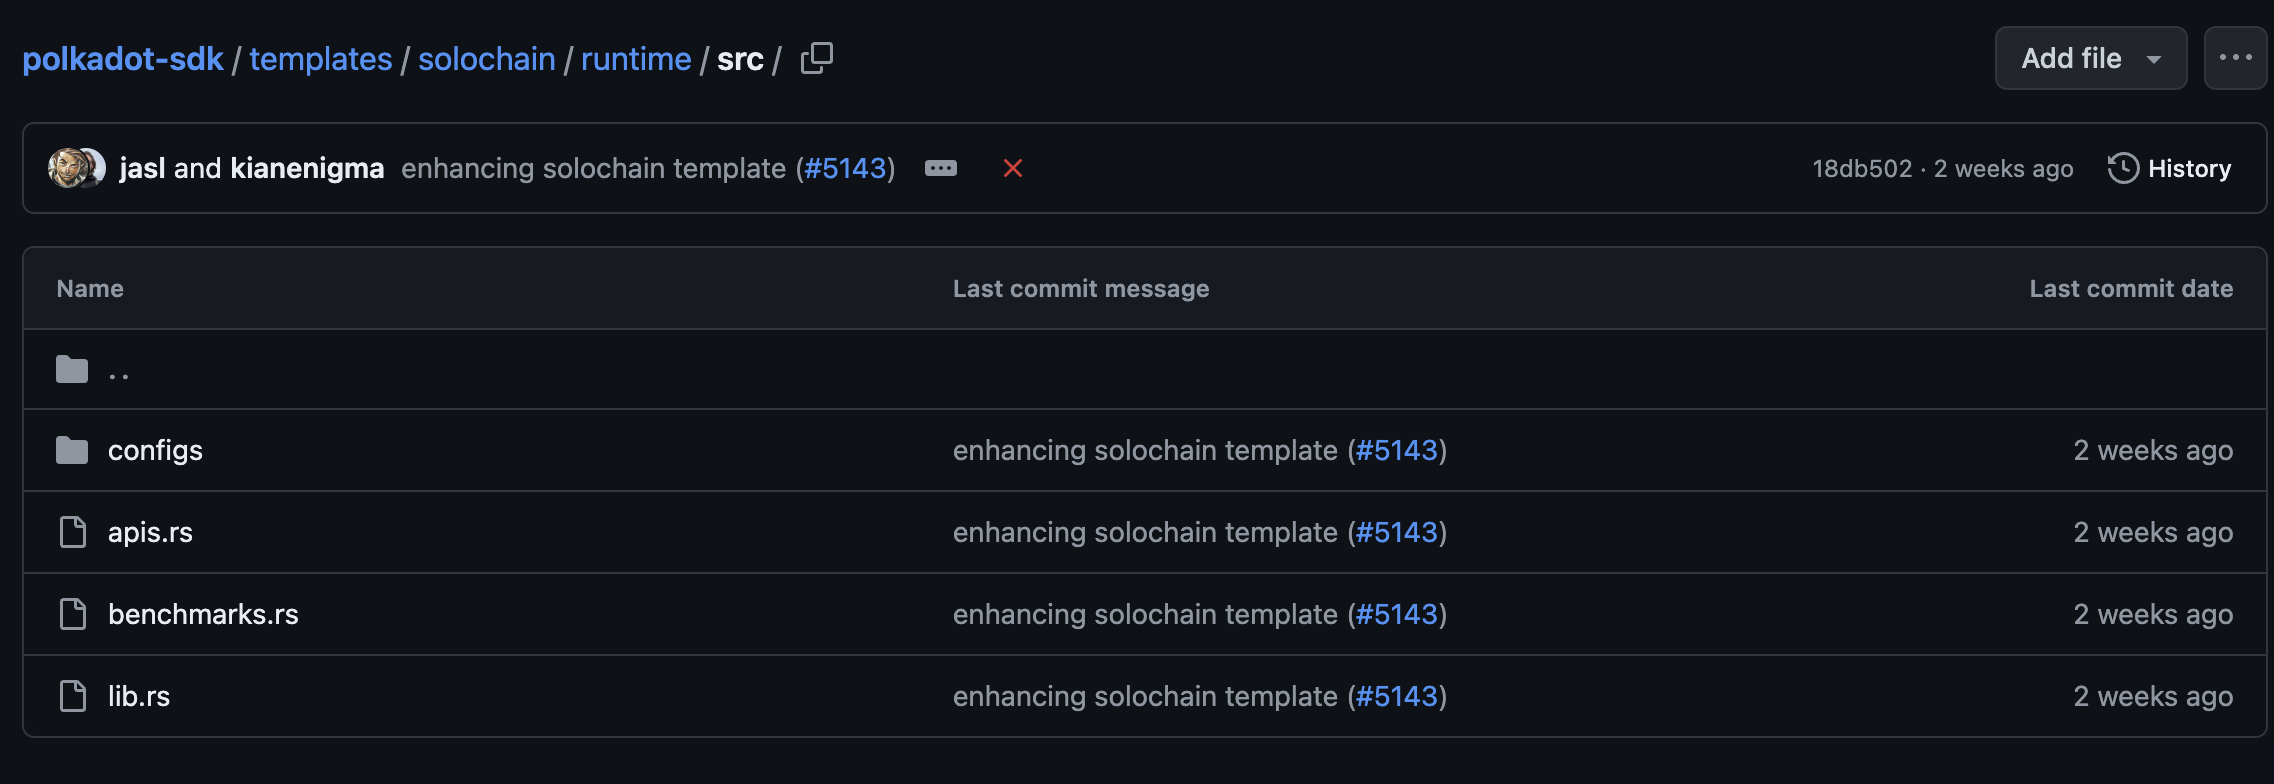 polkadot-sdk / templates / solochain / runtime / src /
Add file
jasl and kianenigma enhancing solochain template (#5143)
18db502 · 2 weeks ago
History
Name Last commit message Last commit date
..
configs enhancing solochain template (#5143) 2 weeks ago
apis.rs enhancing solochain template (#5143) 2 weeks ago
benchmarks.rs enhancing solochain template (#5143) 2 weeks ago
lib.rs enhancing solochain template (#5143) 2 weeks ago